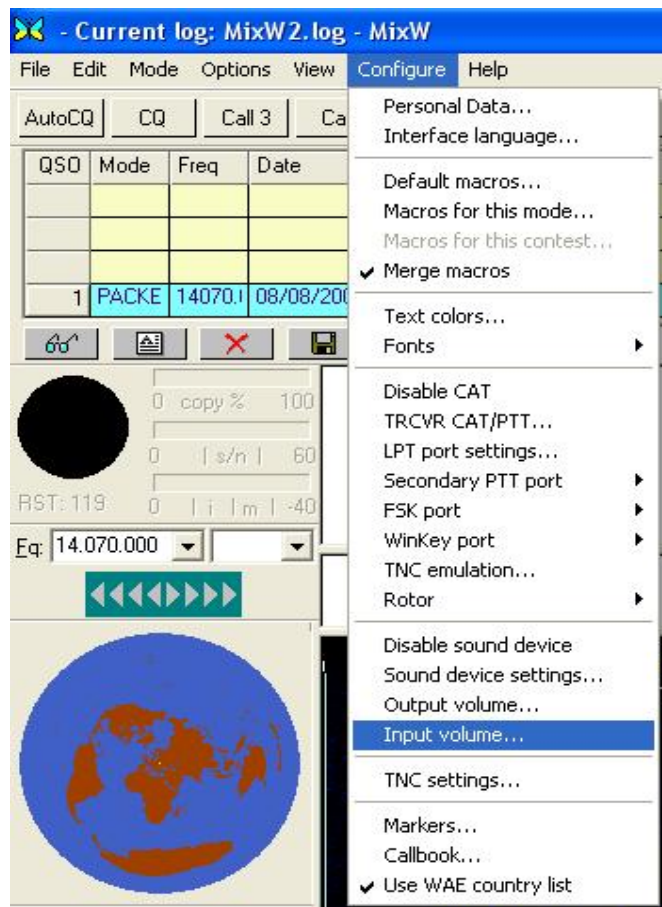 - Current log: MixW2.log - MixW
File Edit Mode Options View Configure Help
AutoCQ CQ Call 3 Ca
QSO Mode Freq Date
1 PACKE 14070. 08/08/200
0 copy % 100
0 | s/n | 60
RST: 119 0 | i | m | -40
Fq: 14.070.000
Personal Data...
Interface language...
Default macros...
Macros for this mode...
Macros for this contest...
Merge macros
Text colors...
Fonts
Disable CAT
TRCVR CAT/PTT...
LPT port settings...
Secondary PTT port
FSK port
WinKey port
TNC emulation...
Rotor
Disable sound device
Sound device settings...
Output volume...
Input volume...
TNC settings...
Markers...
Callbook...
Use WAE country list